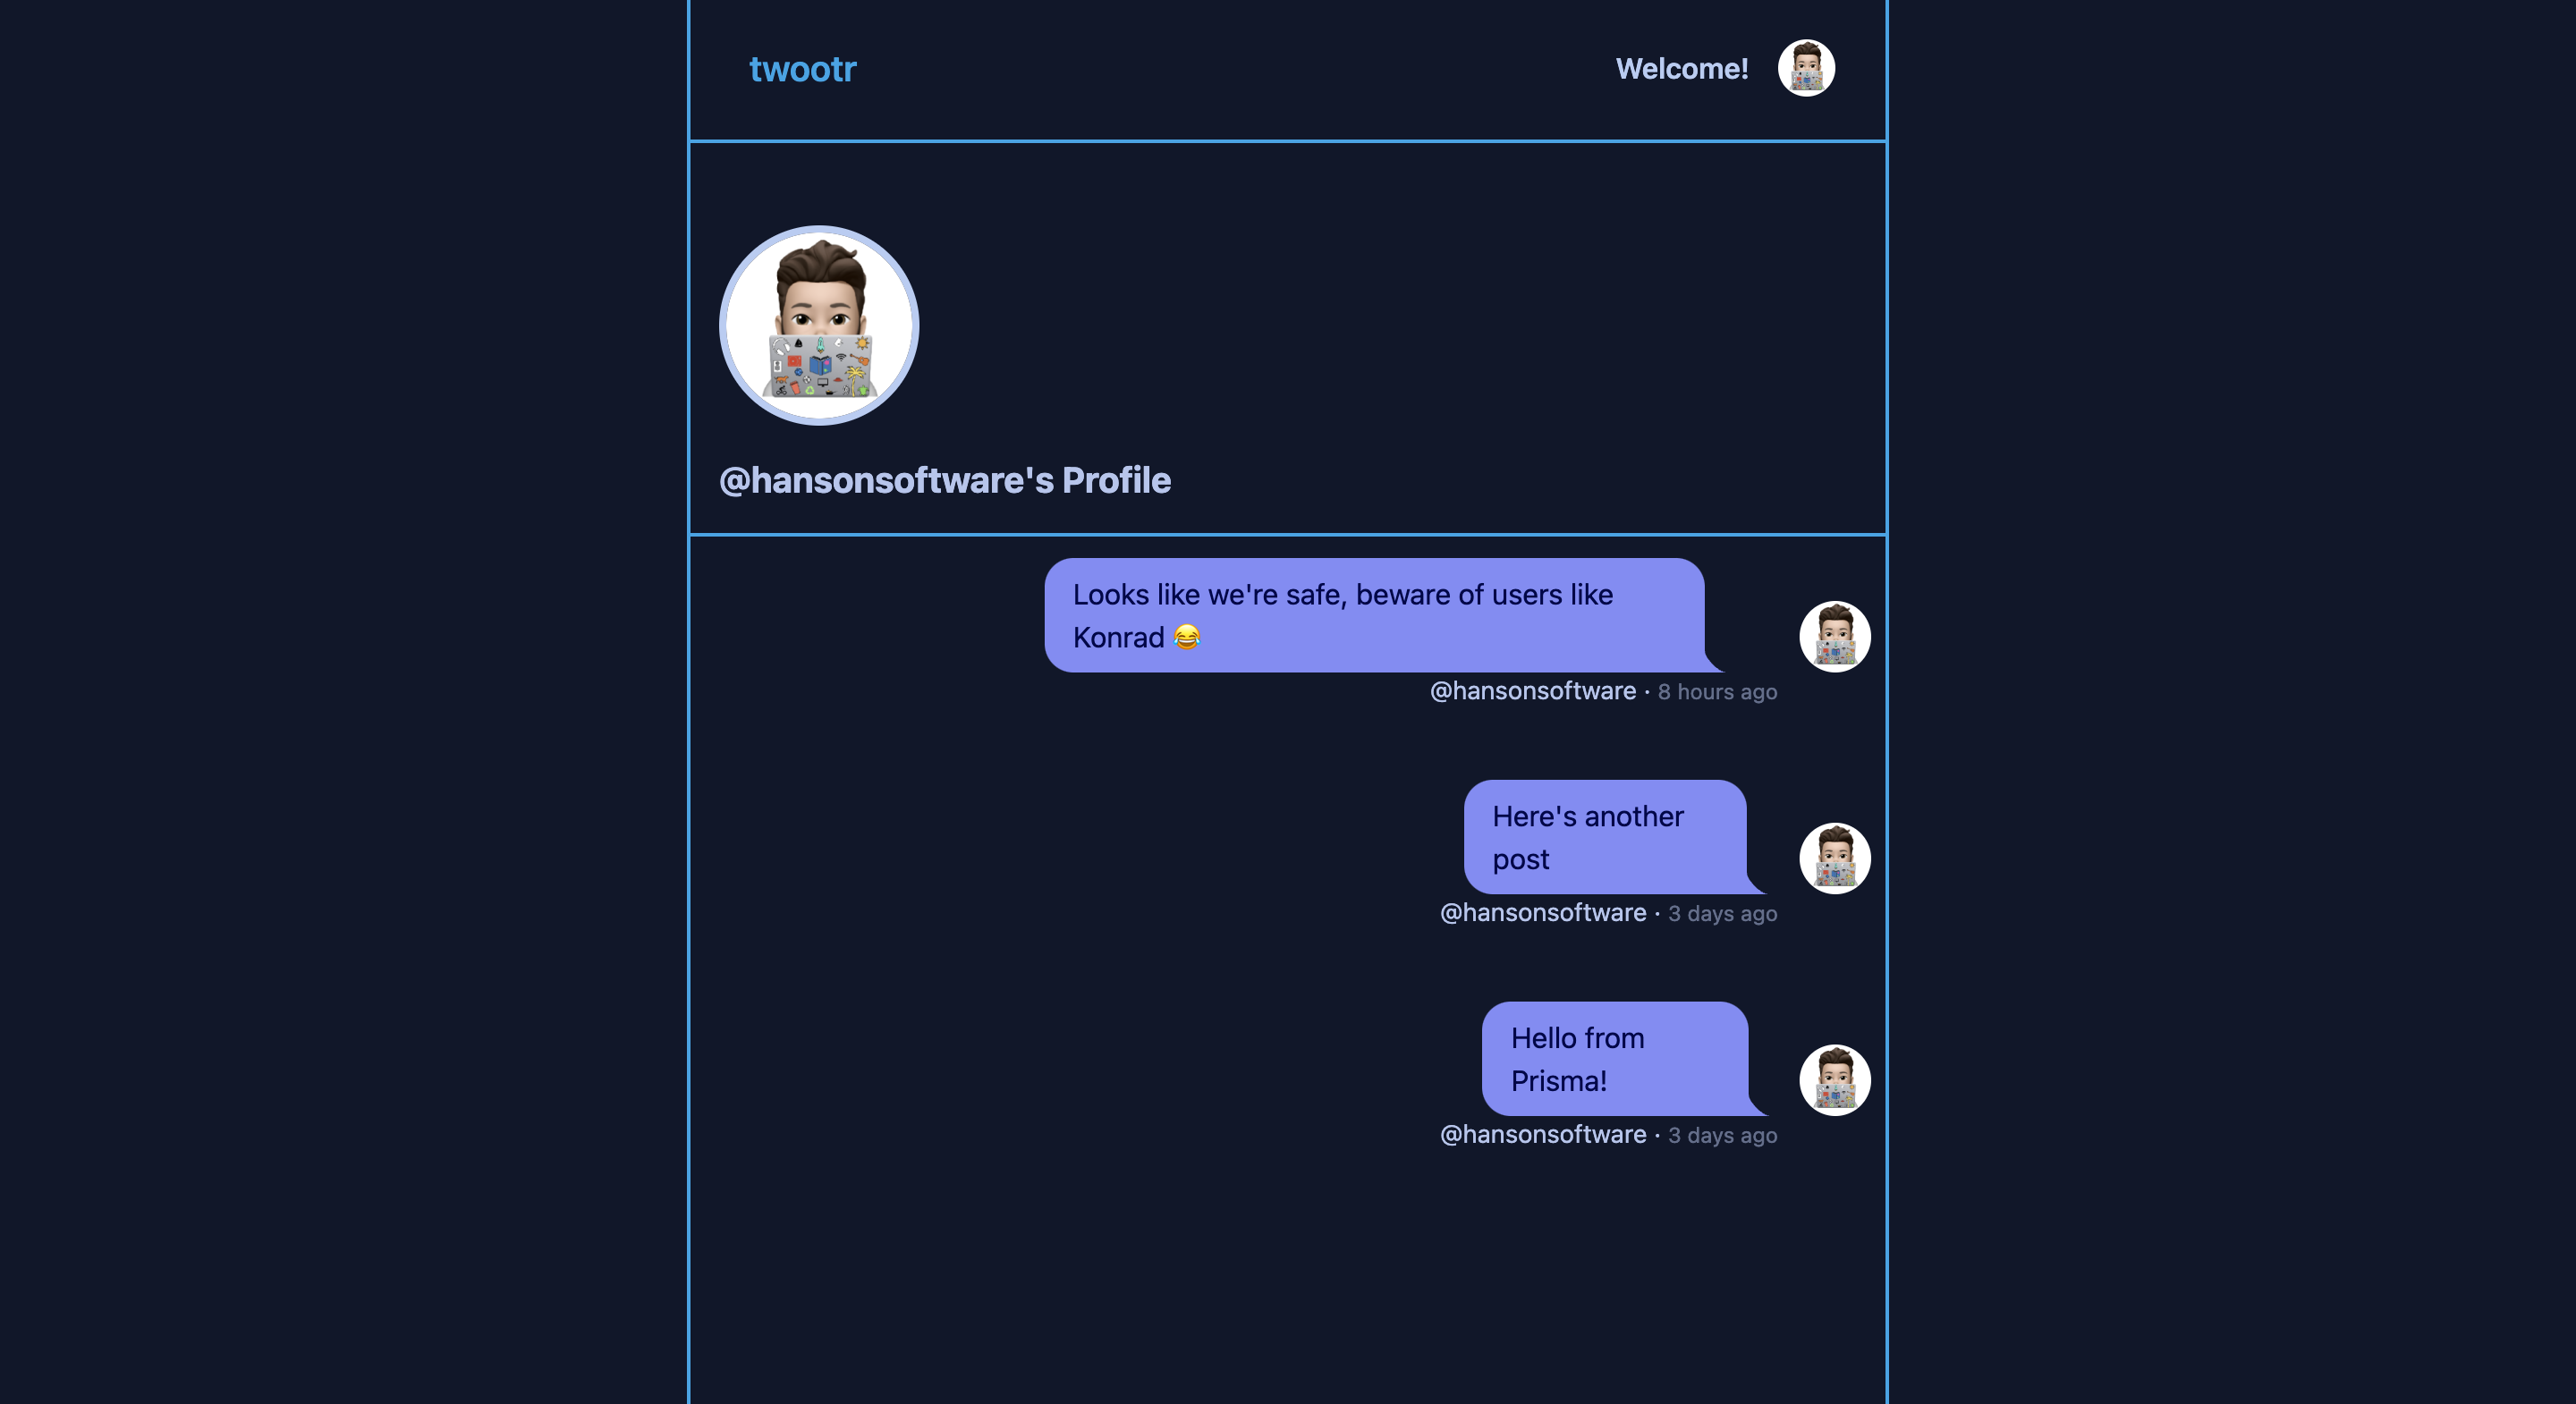 twootr
Welcome!
@hansonsoftware's Profile
Looks like we're safe, beware of users like
Konrad 😂
@hansonsoftware · 8 hours ago
Here's another
post
@hansonsoftware · 3 days ago
Hello from
Prisma!
@hansonsoftware · 3 days ago